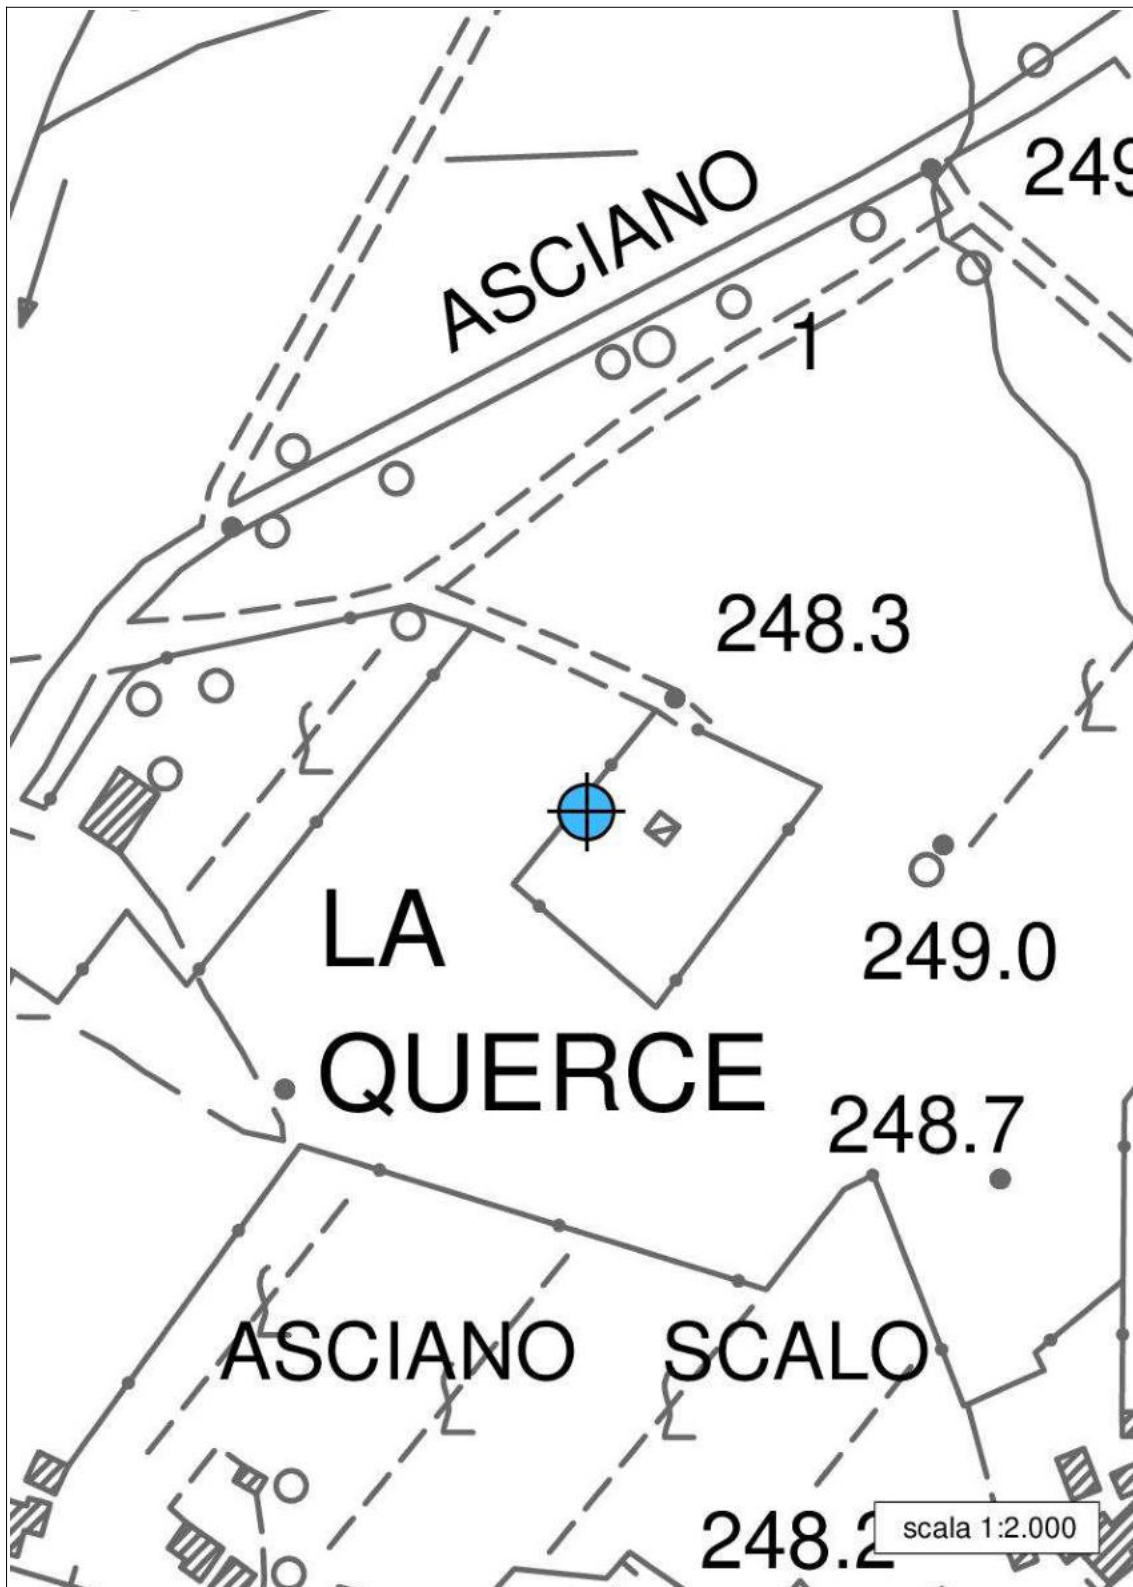 249
ASCIANO
1
248.3
LA
249.0
QUERCE
248.7
ASCIANO SCALO
248.2
scala 1:2.000